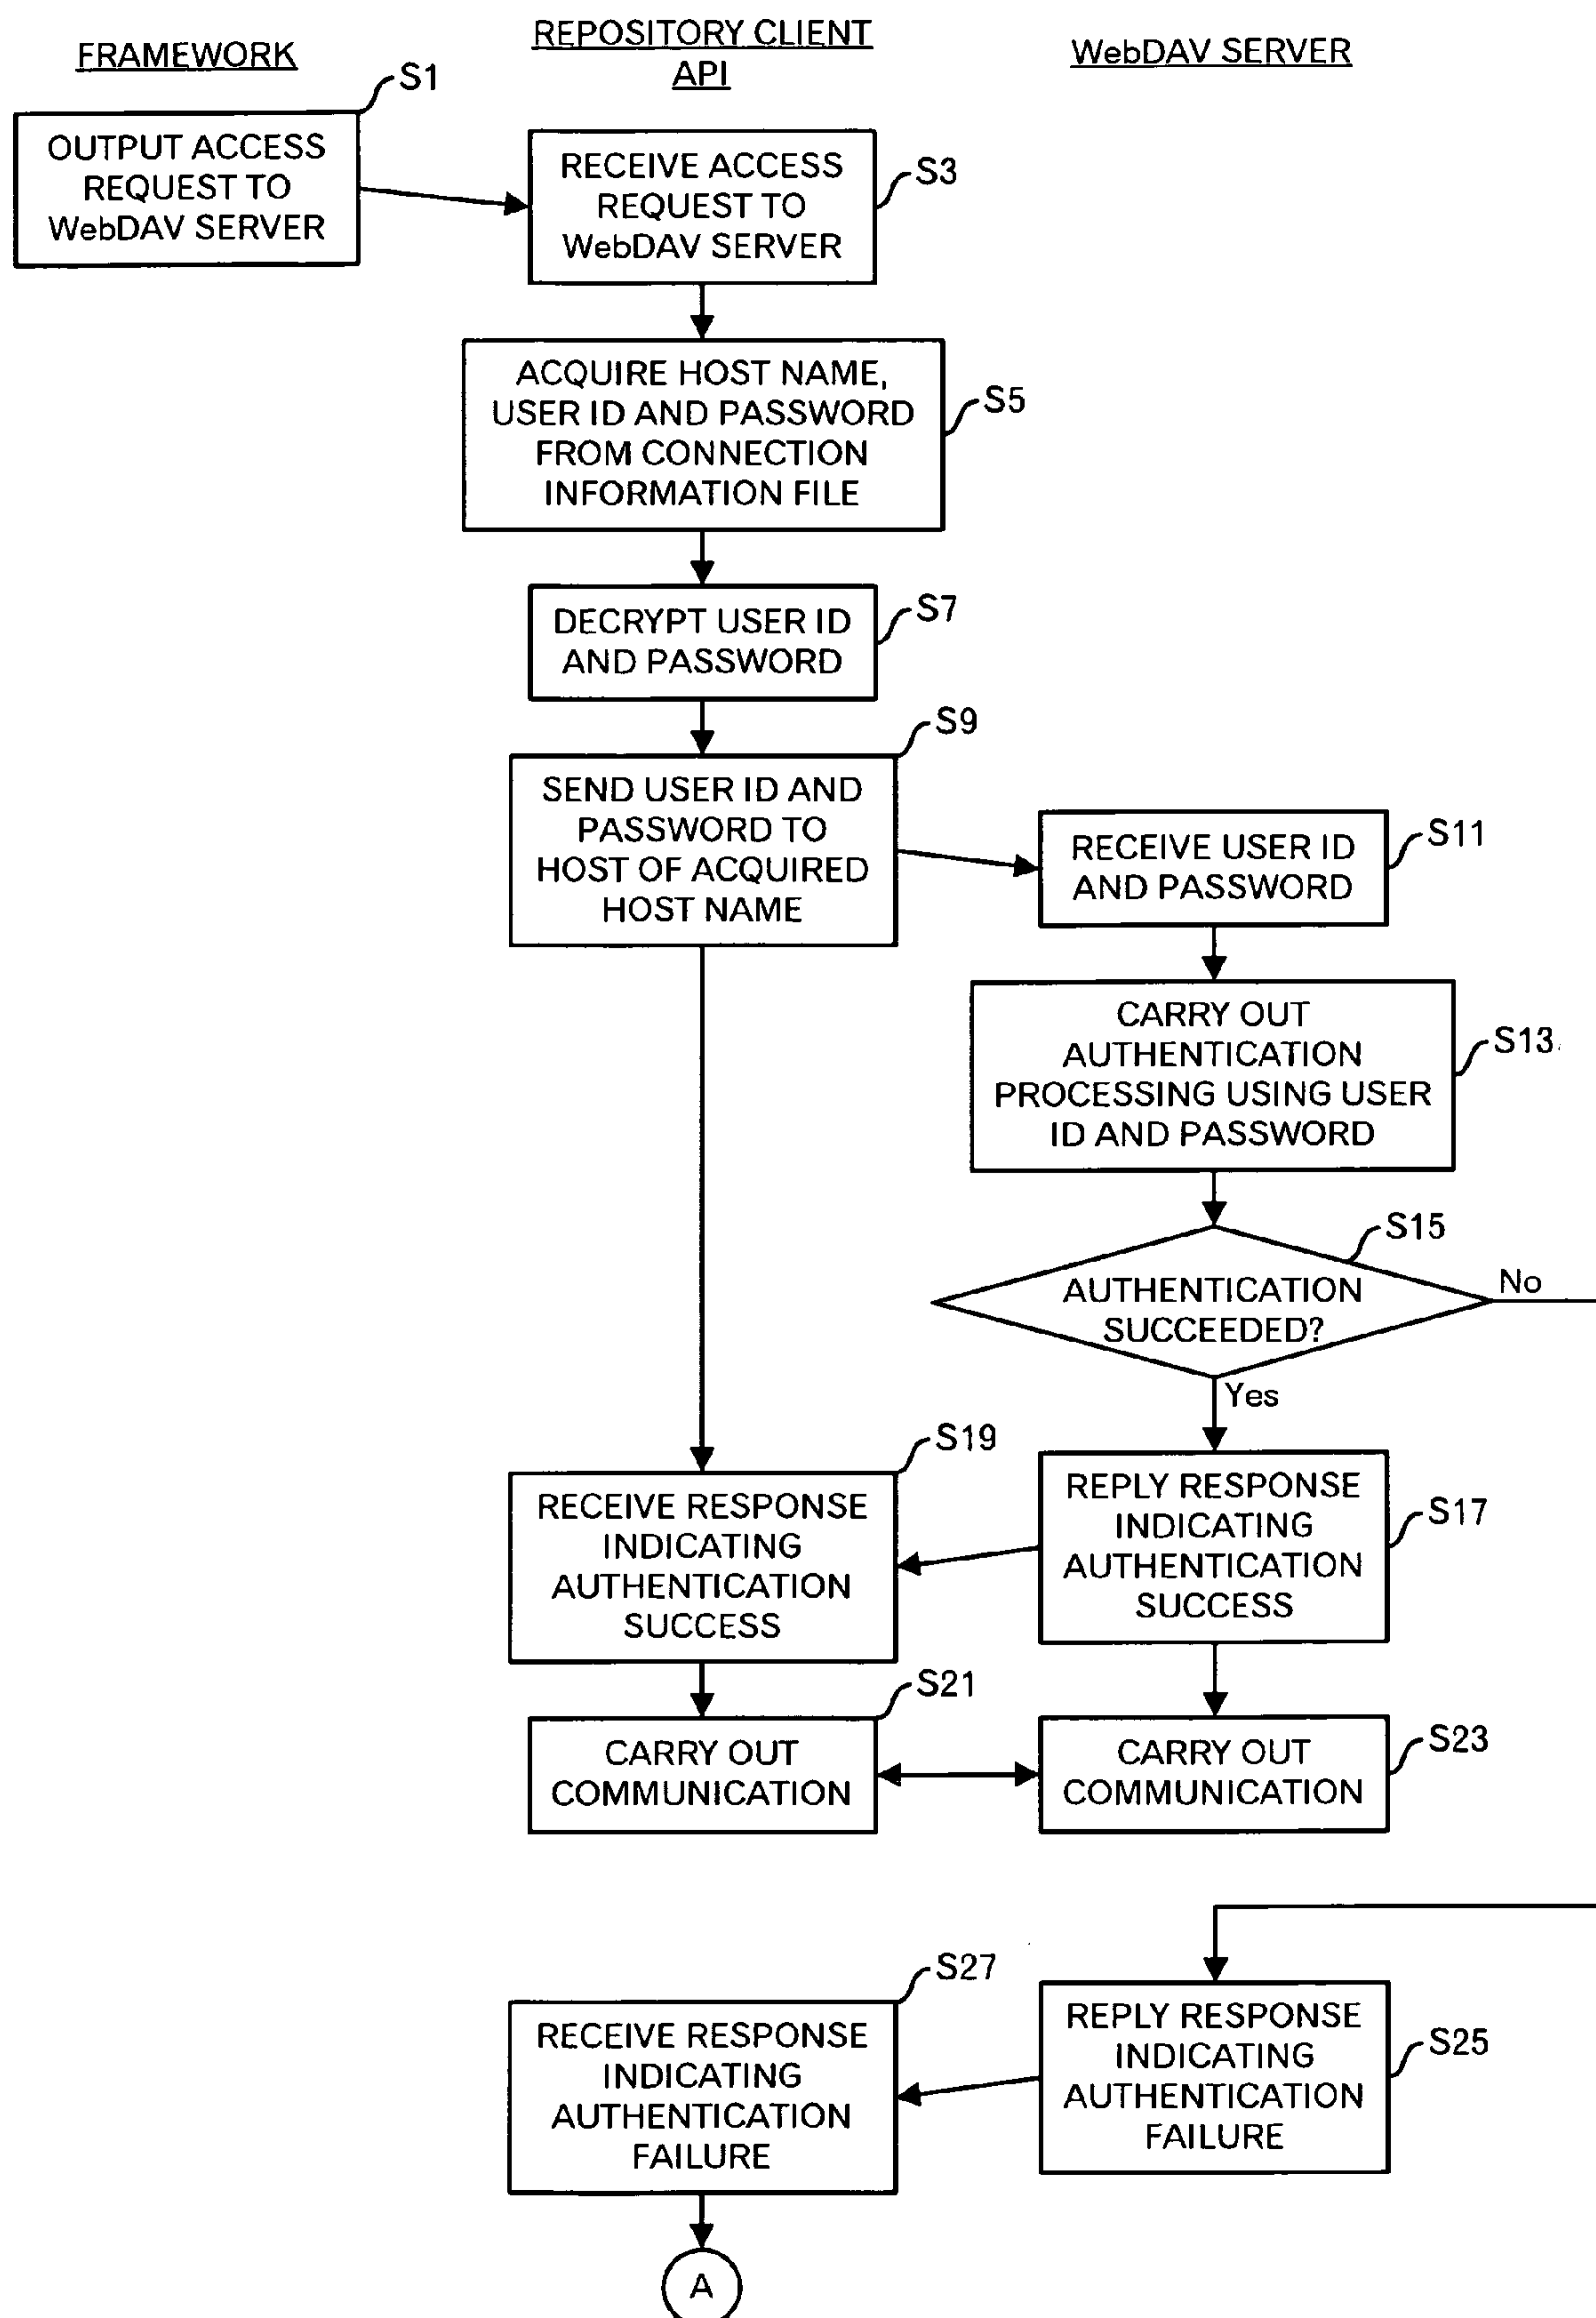 FRAMEWORK
REPOSITORY CLIENT
API
WebDAV SERVER
S1
OUTPUT ACCESS
REQUEST TO
WebDAV SERVER
S3
RECEIVE ACCESS
REQUEST TO
WebDAV SERVER
S5
ACQUIRE HOST NAME,
USER ID AND PASSWORD
FROM CONNECTION
INFORMATION FILE
S7
DECRYPT USER ID
AND PASSWORD
S9
SEND USER ID AND
PASSWORD TO
HOST OF ACQUIRED
HOST NAME
S11
RECEIVE USER ID
AND PASSWORD
S13
CARRY OUT
AUTHENTICATION
PROCESSING USING USER
ID AND PASSWORD
S15
AUTHENTICATION
SUCCEEDED?
No
Yes
S19
RECEIVE RESPONSE
INDICATING
AUTHENTICATION
SUCCESS
S17
REPLY RESPONSE
INDICATING
AUTHENTICATION
SUCCESS
S21
CARRY OUT
COMMUNICATION
S23
CARRY OUT
COMMUNICATION
S27
RECEIVE RESPONSE
INDICATING
AUTHENTICATION
FAILURE
S25
REPLY RESPONSE
INDICATING
AUTHENTICATION
FAILURE
A